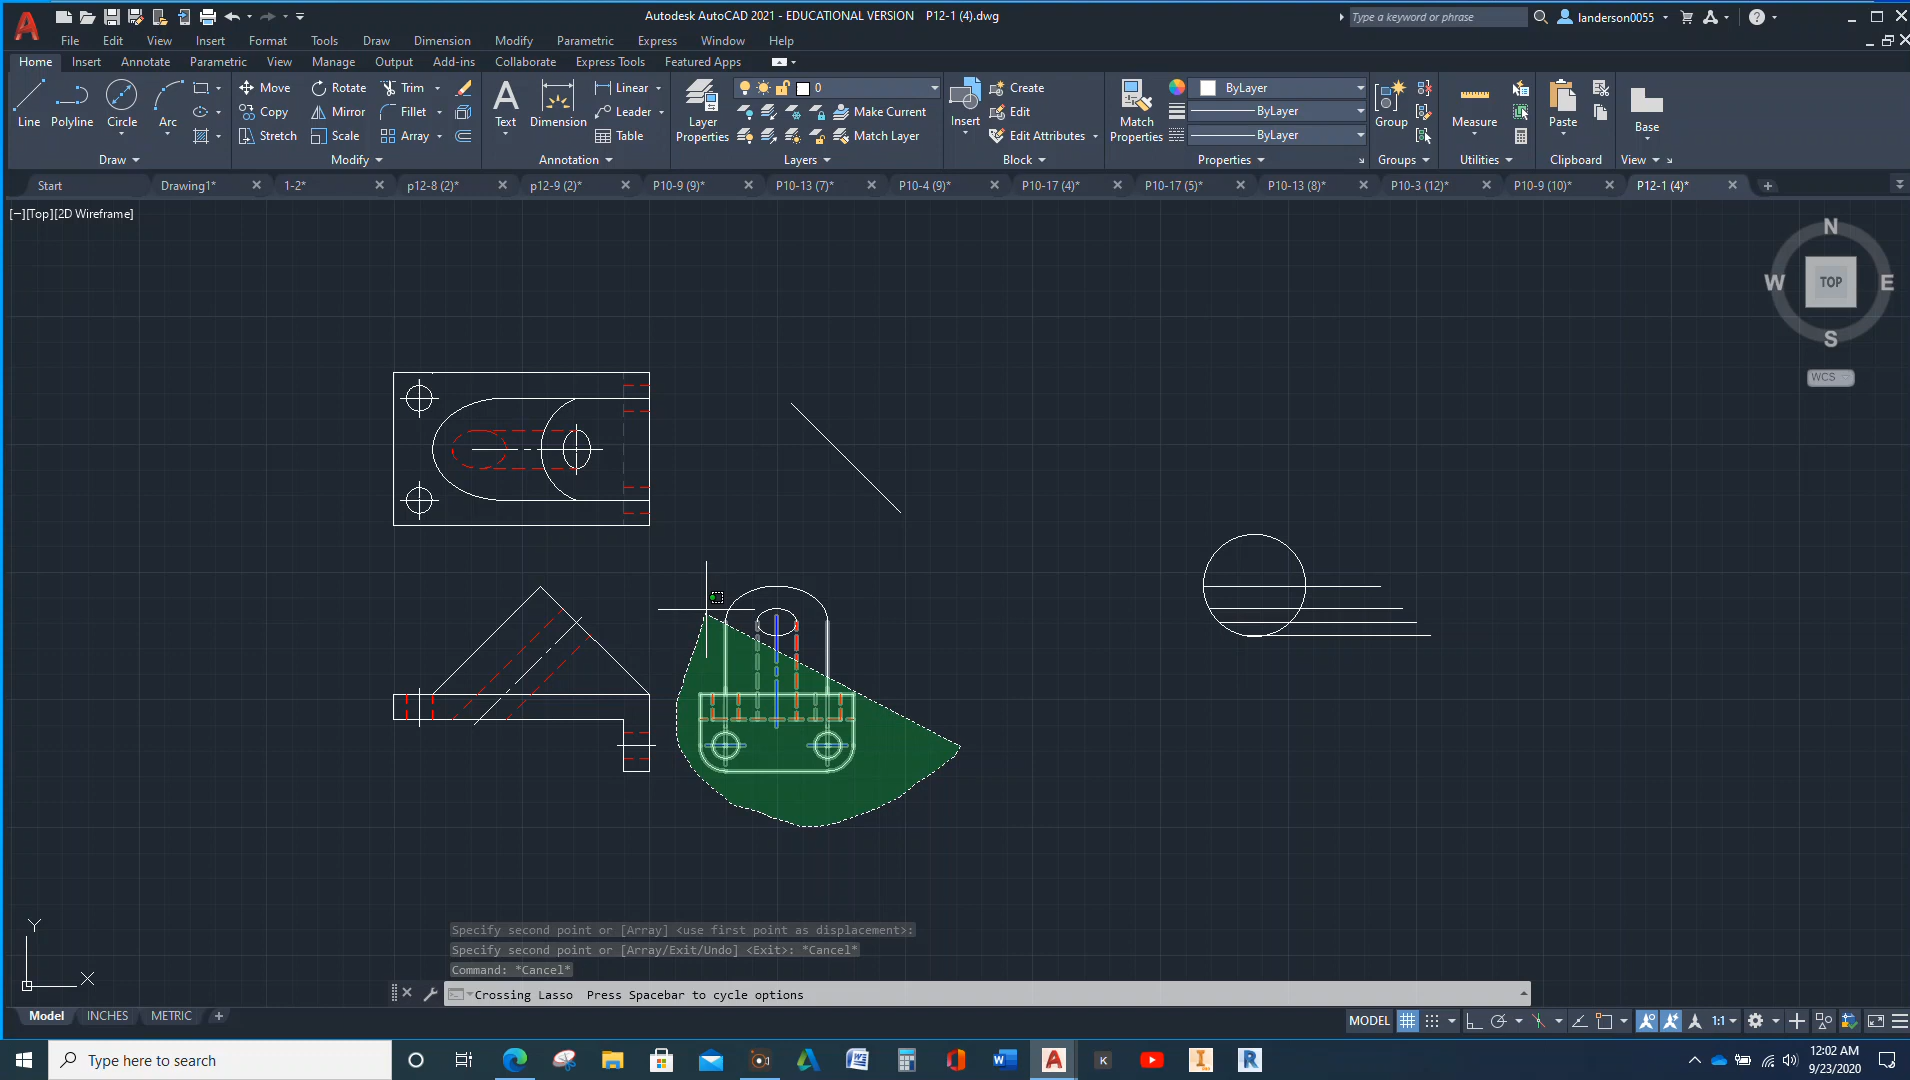 Autodesk AutoCAD 2021 - EDUCATIONAL VERSION P12-1 (4).dwg
Type a keyword or phrase
landerson0055
File Edit View Insert Format Tools Draw Dimension Modify Parametric Express Window Help
Home Insert Annotate Parametric View Manage Output Add-ins Collaborate Express Tools Featured Apps
Line Polyline Circle Arc
Draw
Move Rotate Trim
Copy Mirror Fillet
Stretch Scale Array
Modify
Text Dimension
Linear
Leader
Table
Annotation
Layer Properties
0
Make Current
Match Layer
Layers
Insert
Create
Edit
Edit Attributes
Block
Match Properties
ByLayer
ByLayer
ByLayer
Properties
Group
Groups
Measure
Utilities
Paste
Clipboard
Base
View
Start Drawing1* 1-2* p12-8 (2)* p12-9 (2)* P10-9 (9)* P10-13 (7)* P10-4 (9)* P10-17 (4)* P10-17 (5)* P10-13 (8)* P10-3 (12)* P10-9 (10)* P12-1 (4)*
[−][Top][2D Wireframe]
N
W TOP E
S
WCS
Y
X
Specify second point or [Array] <use first point as displacement>:
Specify second point or [Array/Exit/Undo] <Exit>: *Cancel*
Command: *Cancel*
Crossing Lasso Press Spacebar to cycle options
Model INCHES METRIC +
MODEL
1:1
Type here to search
12:02 AM
9/23/2020